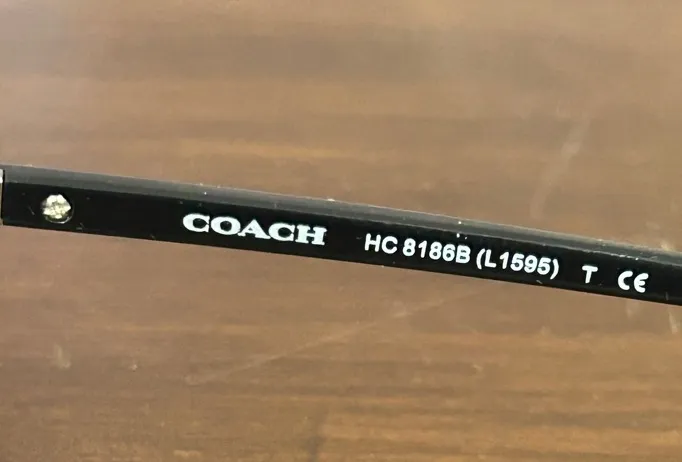 COACH HC 8186B (L1595) T CE